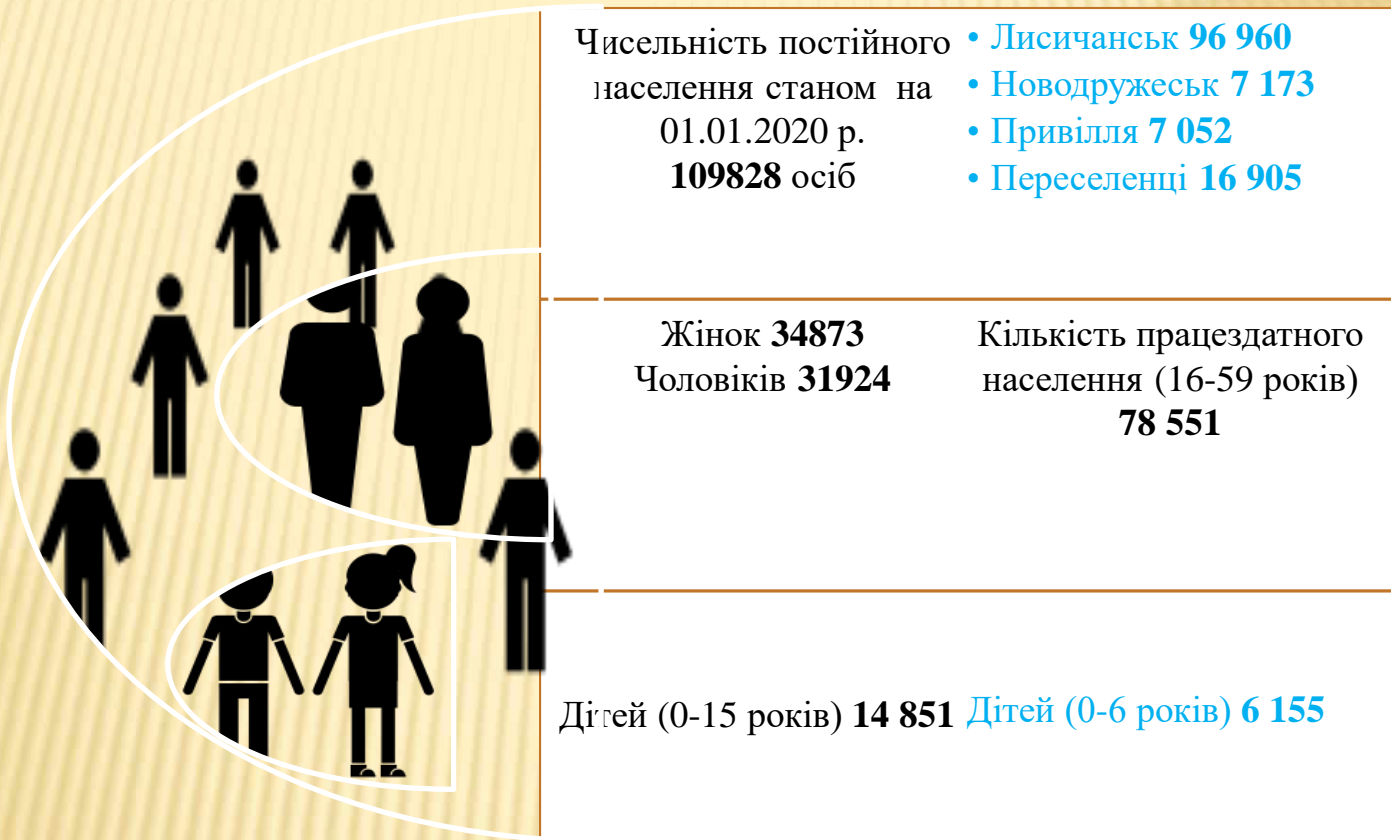 Чисельність постійного
населення станом на
01.01.2020 р.
109828 осіб
• Лисичанськ 96 960
• Новодружеськ 7 173
• Привілля 7 052
• Переселенці 16 905
Жінок 34873
Чоловіків 31924
Кількість працездатного
населення (16-59 років)
78 551
Дітей (0-15 років) 14 851
Дітей (0-6 років) 6 155